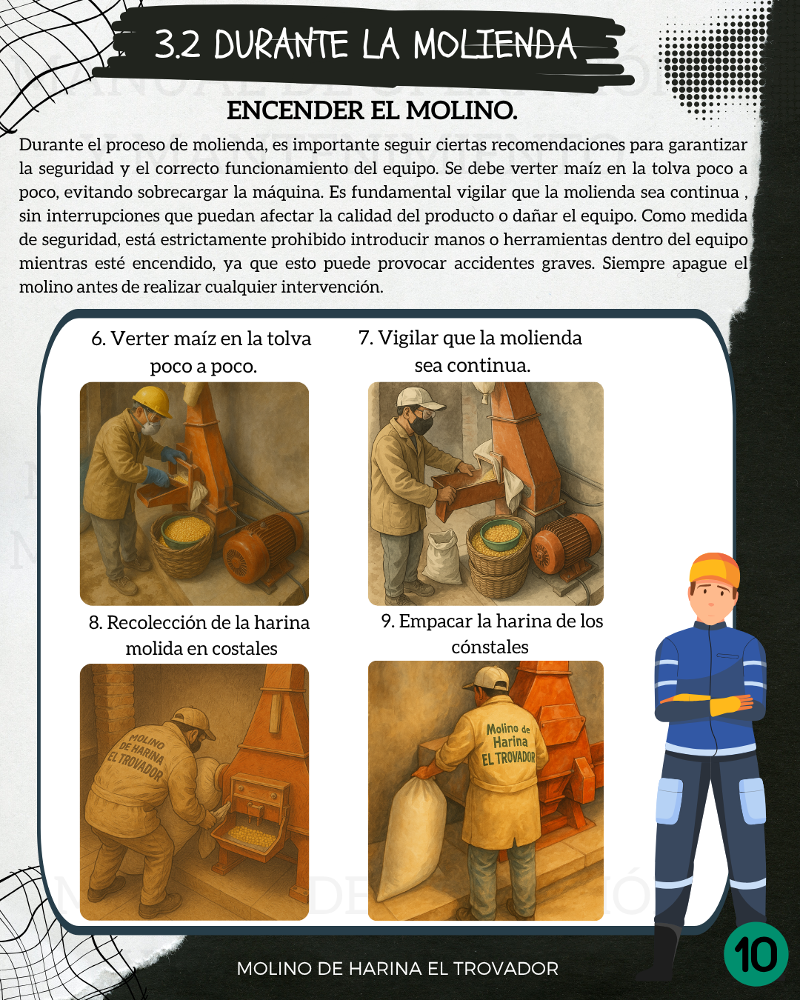 3.2 DURANTE LA MOLIENDA
ENCENDER EL MOLINO.
Durante el proceso de molienda, es importante seguir ciertas recomendaciones para garantizar
la seguridad y el correcto funcionamiento del equipo. Se debe verter maíz en la tolva poco a
poco, evitando sobrecargar la máquina. Es fundamental vigilar que la molienda sea continua ,
sin interrupciones que puedan afectar la calidad del producto o dañar el equipo. Como medida
de seguridad, está estrictamente prohibido introducir manos o herramientas dentro del equipo
mientras esté encendido, ya que esto puede provocar accidentes graves. Siempre apague el
molino antes de realizar cualquier intervención.
6. Verter maíz en la tolva
poco a poco.
7. Vigilar que la molienda
sea continua.
8. Recolección de la harina
molida en costales
9. Empacar la harina de los
cónstales
MOLINO
DE HARINA
EL TROVADOR
Molino de
Harina
EL TROVADOR
MOLINO DE HARINA EL TROVADOR
10